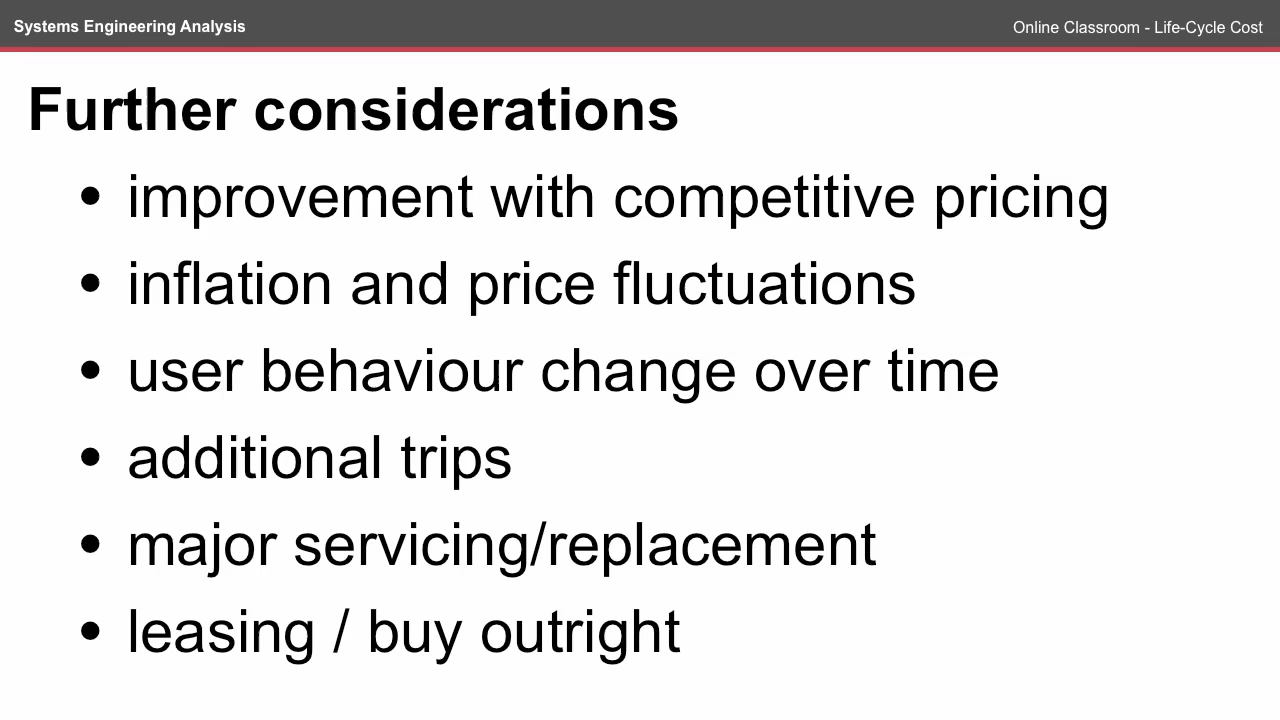 Systems Engineering Analysis
Online Classroom - Life-Cycle Cost
Further considerations
• improvement with competitive pricing
• inflation and price fluctuations
• user behaviour change over time
• additional trips
• major servicing/replacement
• leasing / buy outright